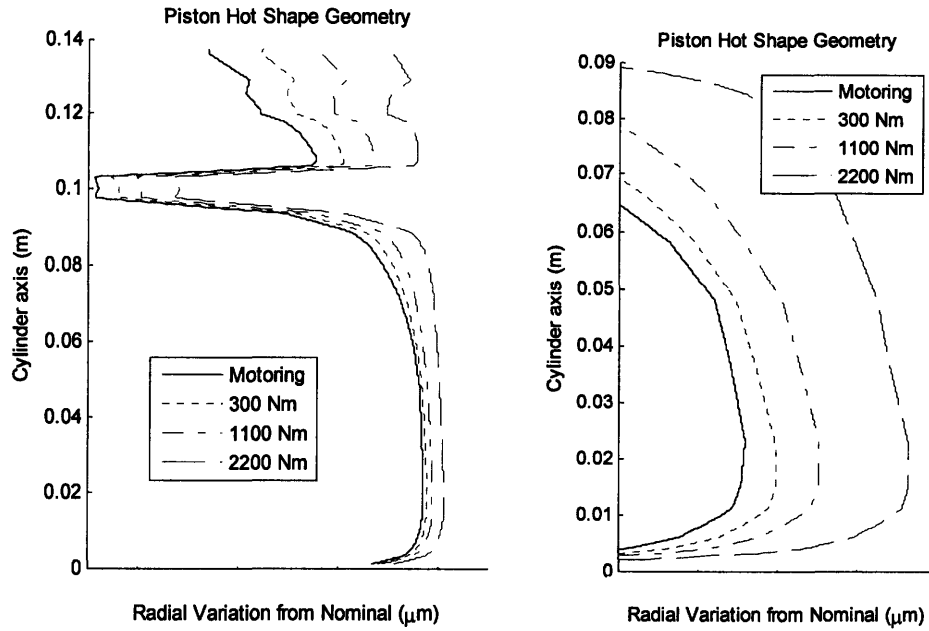 Piston Hot Shape Geometry
0.14
0.12
0.1
0.08
0.06
0.04
0.02
0
Cylinder axis (m)
Motoring
300 Nm
1100 Nm
2200 Nm
Radial Variation from Nominal (μm)
Piston Hot Shape Geometry
0.09
0.08
0.07
0.06
0.05
0.04
0.03
0.02
0.01
0
Cylinder axis (m)
Motoring
300 Nm
1100 Nm
2200 Nm
Radial Variation from Nominal (μm)